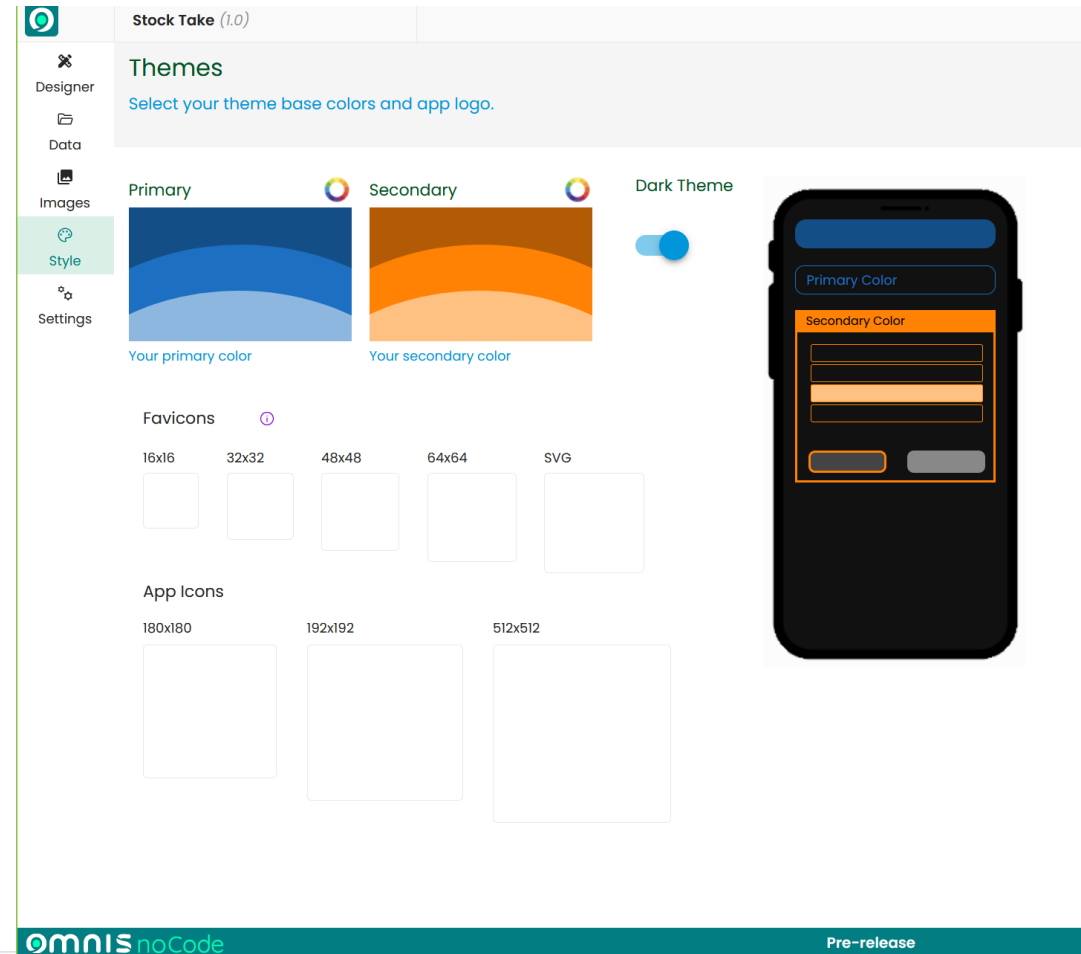 Stock Take (1.0)
Designer
Data
Images
Style
Settings
Themes
Select your theme base colors and app logo.
Primary
Secondary
Dark Theme
Your primary color
Your secondary color
Primary Color
Secondary Color
Favicons
16x16 32x32 48x48 64x64 SVG
App Icons
180x180 192x192 512x512
omnis noCode
Pre-release